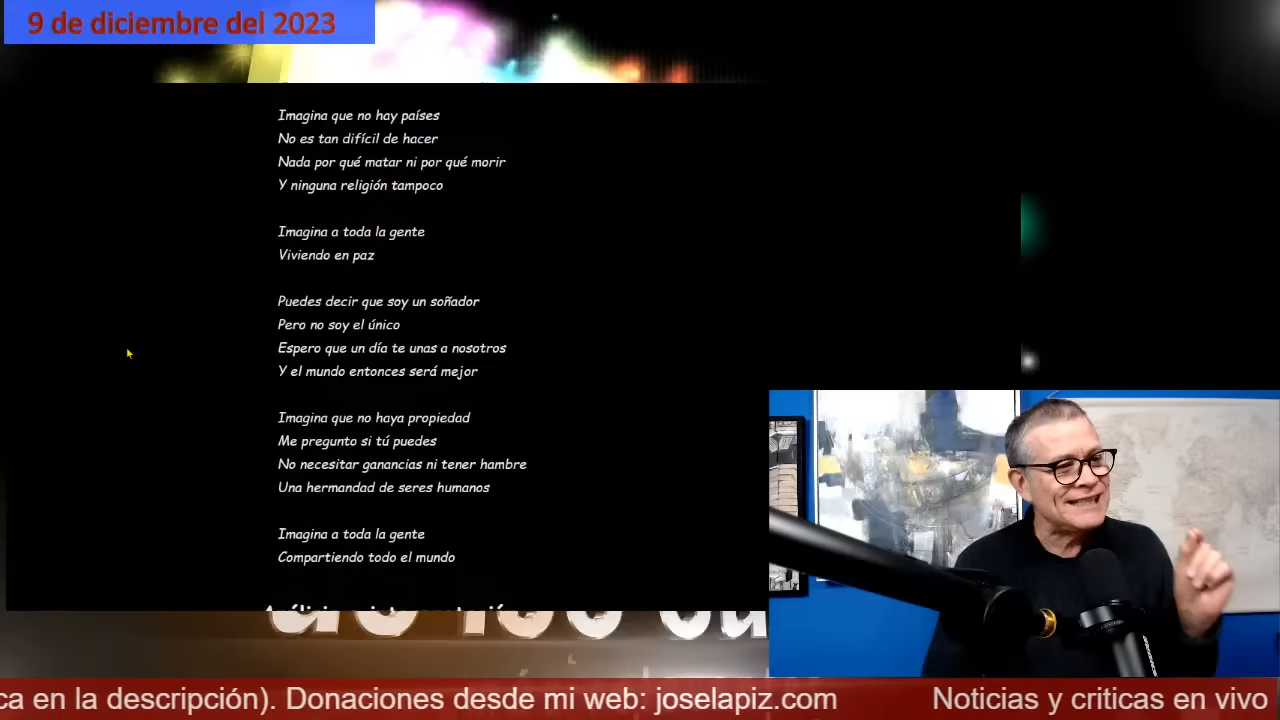 9 de diciembre del 2023
Imagina que no hay países
No es tan difícil de hacer
Nada por qué matar ni por qué morir
Y ninguna religión tampoco
Imagina a toda la gente
Viviendo en paz
Puedes decir que soy un soñador
Pero no soy el único
Espero que un día te unas a nosotros
Y el mundo entonces será mejor
Imagina que no haya propiedad
Me pregunto si tú puedes
No necesitar ganancias ni tener hambre
Una hermandad de seres humanos
Imagina a toda la gente
Compartiendo todo el mundo
ca en la descripción). Donaciones desde mi web: joselapiz.com Noticias y criticas en vivo